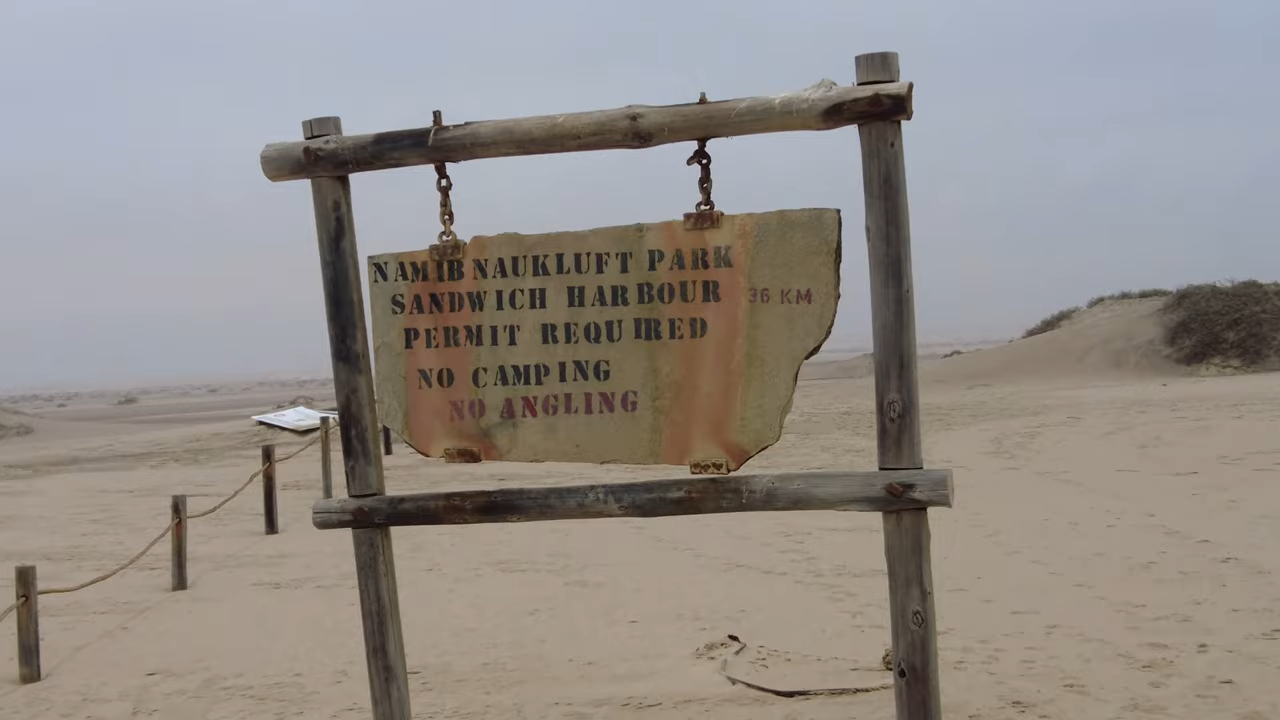 NAMIB NAUKLUFT PARK
SANDWICH HARBOUR 36 KM
PERMIT REQUIRED
NO CAMPING
NO ANGLING